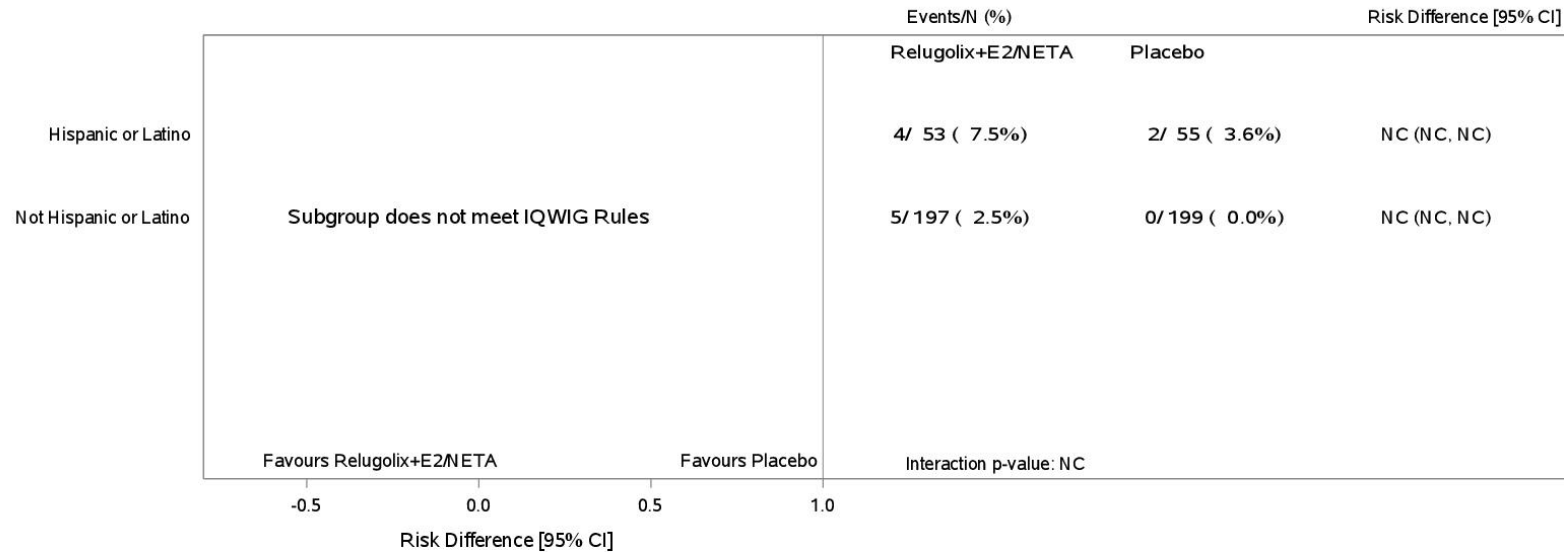 Events/N (%) Risk Difference [95% CI]
Relugolix+E2/NETA Placebo
Hispanic or Latino 4/ 53 ( 7.5%) 2/ 55 ( 3.6%) NC (NC, NC)
Not Hispanic or Latino Subgroup does not meet IQWIG Rules 5/ 197 ( 2.5%) 0/ 199 ( 0.0%) NC (NC, NC)
Favours Relugolix+E2/NETA Favours Placebo Interaction p-value: NC
-0.5 0.0 0.5 1.0
Risk Difference [95% CI]